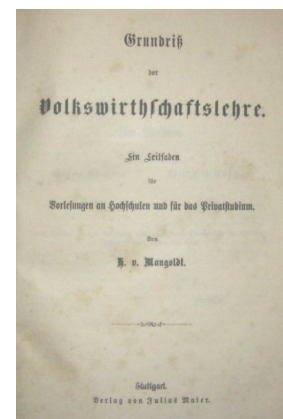 Grundriß
der
Volkswirthschaftslehre.
Ein Leitfaden
für
Vorlesungen an Hochschulen und für das Privatstudium.
Von
H. v. Mangoldt.
Stuttgart.
Verlag von Julius Maier.